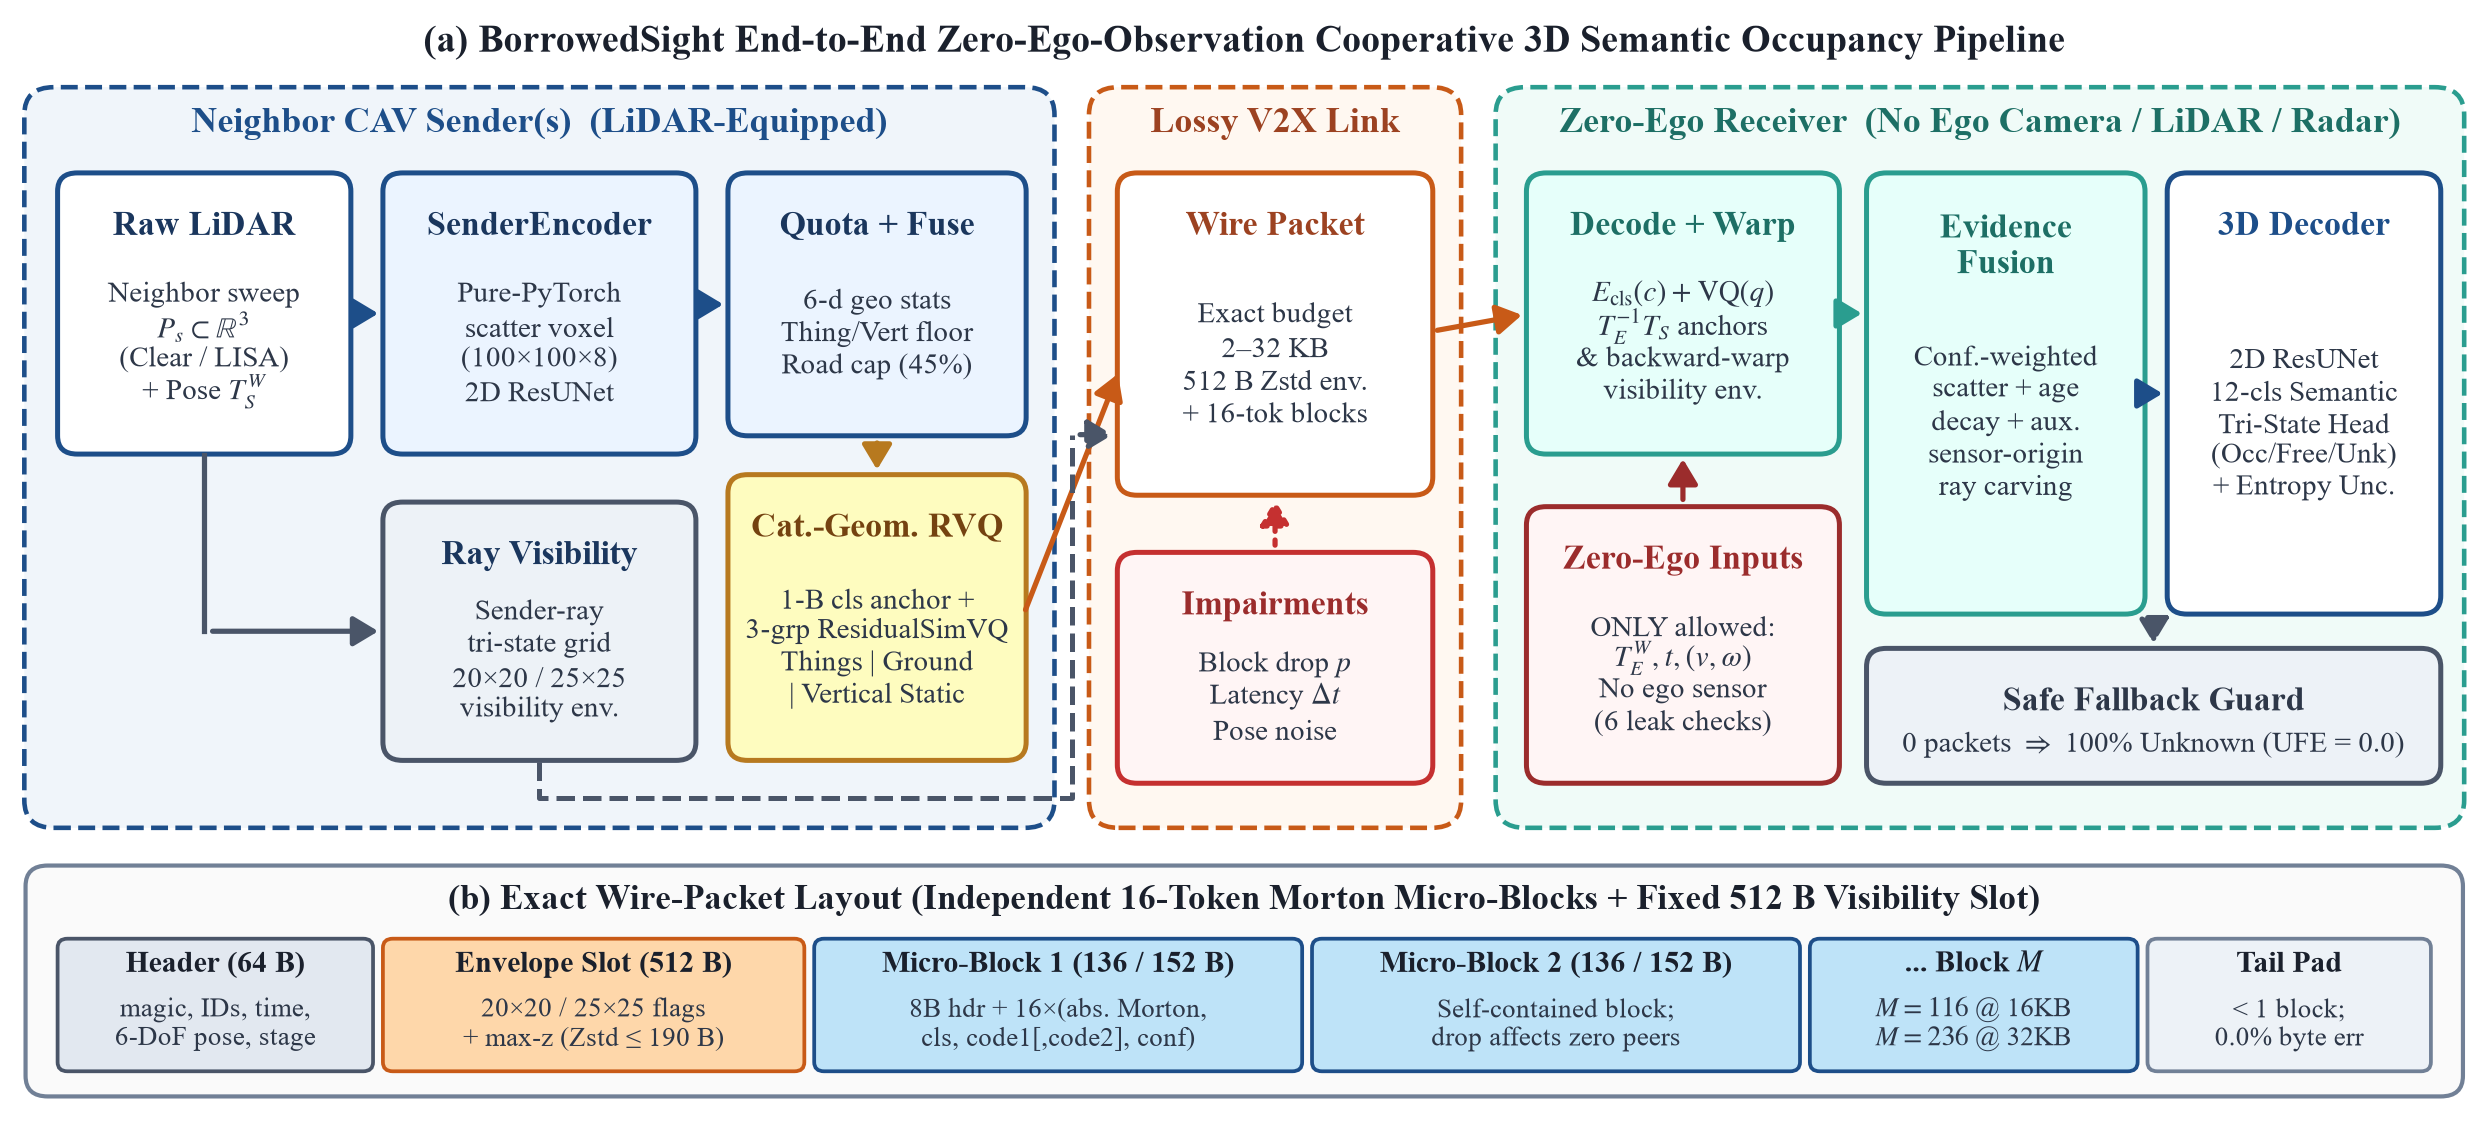 (a) BorrowedSight End-to-End Zero-Ego-Observation Cooperative 3D Semantic Occupancy Pipeline
Neighbor CAV Sender(s) (LiDAR-Equipped)
Raw LiDAR
Neighbor sweep
P_s ⊂ ℝ^3
(Clear / LISA)
+ Pose T_S^W
SenderEncoder
Pure-PyTorch
scatter voxel
(100×100×8)
2D ResUNet
Quota + Fuse
6-d geo stats
Thing/Vert floor
Road cap (45%)
Ray Visibility
Sender-ray
tri-state grid
20×20 / 25×25
visibility env.
Cat.-Geom. RVQ
1-B cls anchor +
3-grp ResidualSimVQ
Things | Ground
| Vertical Static
Lossy V2X Link
Wire Packet
Exact budget
2–32 KB
512 B Zstd env.
+ 16-tok blocks
Impairments
Block drop p
Latency Δt
Pose noise
Zero-Ego Receiver (No Ego Camera / LiDAR / Radar)
Decode + Warp
E_cls(c) + VQ(q)
T_E^{-1} T_S anchors
& backward-warp
visibility env.
Zero-Ego Inputs
ONLY allowed:
T_E^W, t, (v, ω)
No ego sensor
(6 leak checks)
Evidence
Fusion
Conf.-weighted
scatter + age
decay + aux.
sensor-origin
ray carving
3D Decoder
2D ResUNet
12-cls Semantic
Tri-State Head
(Occ/Free/Unk)
+ Entropy Unc.
Safe Fallback Guard
0 packets ⇒ 100% Unknown (UFE = 0.0)
(b) Exact Wire-Packet Layout (Independent 16-Token Morton Micro-Blocks + Fixed 512 B Visibility Slot)
Header (64 B)
magic, IDs, time,
6-DoF pose, stage
Envelope Slot (512 B)
20×20 / 25×25 flags
+ max-z (Zstd ≤ 190 B)
Micro-Block 1 (136 / 152 B)
8B hdr + 16×(abs. Morton,
cls, code1[,code2], conf)
Micro-Block 2 (136 / 152 B)
Self-contained block;
drop affects zero peers
... Block M
M = 116 @ 16KB
M = 236 @ 32KB
Tail Pad
< 1 block;
0.0% byte err